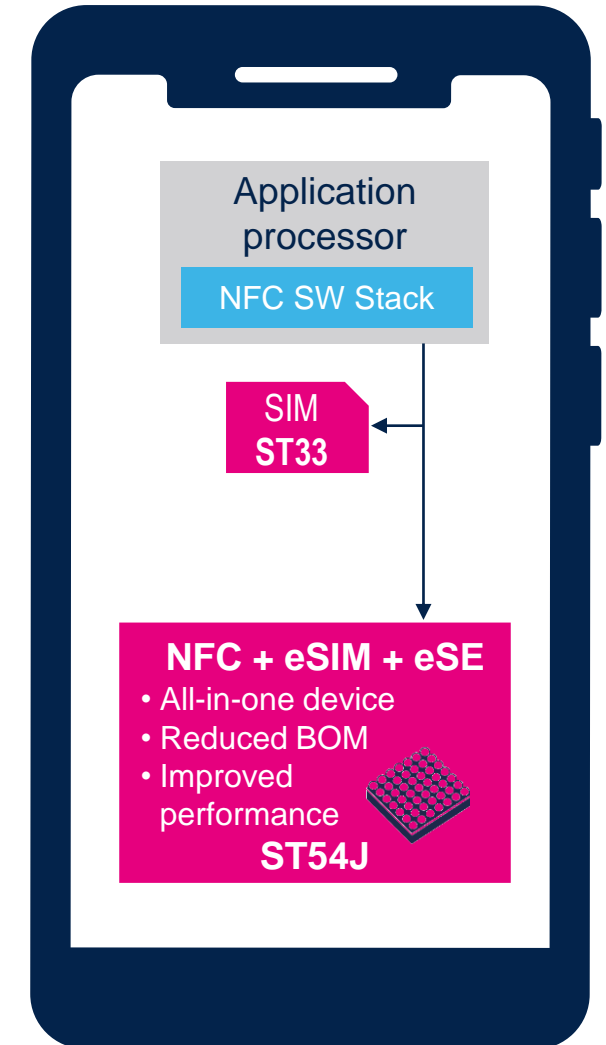 Application
processor
NFC SW Stack
SIM
ST33
NFC + eSIM + eSE
• All-in-one device
• Reduced BOM
• Improved
performance
ST54J